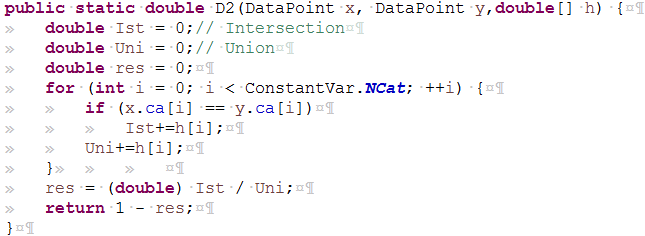 public static double D2(DataPoint x, DataPoint y,double[] h) {
double Ist = 0;// Intersection
double Uni = 0;// Union
double res = 0;
for (int i = 0; i < ConstantVar.NCat; ++i) {
if (x.ca[i] == y.ca[i])
Ist+=h[i];
Uni+=h[i];
}
res = (double) Ist / Uni;
return 1 - res;
}